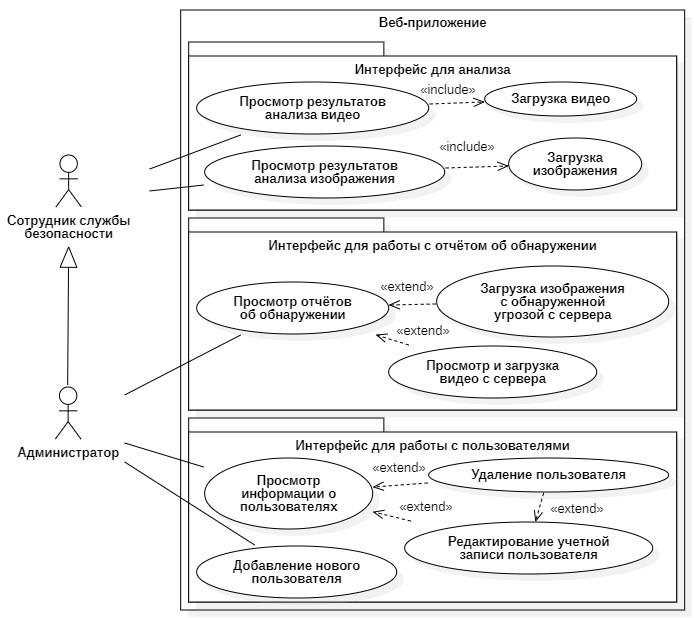 Веб-приложение
Интерфейс для анализа
Просмотр результатов
анализа видео
«include»
Загрузка видео
Просмотр результатов
анализа изображения
«include»
Загрузка
изображения
Сотрудник службы
безопасности
Интерфейс для работы с отчётом об обнаружении
Просмотр отчётов
об обнаружении
«extend»
Загрузка изображения
с обнаруженной
угрозой с сервера
«extend»
Просмотр и загрузка
видео с сервера
Администратор
Интерфейс для работы с пользователями
Просмотр
информации о
пользователях
«extend»
Удаление пользователя
«extend»
«extend»
Редактирование учетной
записи пользователя
Добавление нового
пользователя